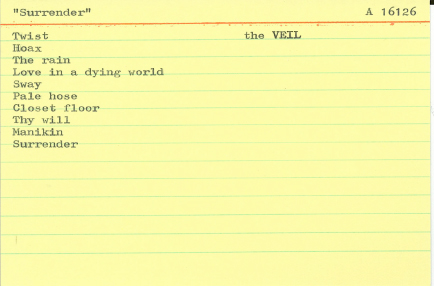 "Surrender" A 16126
Twist the VEIL
Hoax
The rain
Love in a dying world
Sway
Pale hose
Closet floor
Thy will
Manikin
Surrender